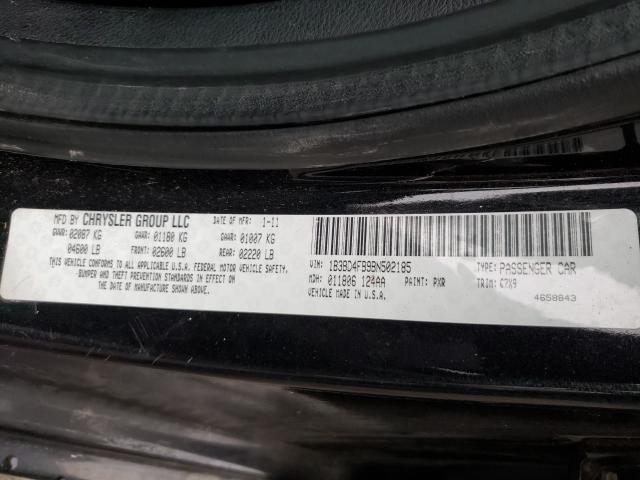 MFD BY CHRYSLER GROUP LLC DATE OF MFR: 1-11
GVWR: 02087 KG GAWR: 01180 KG GAWR: 01007 KG
04600 LB FRONT: 02600 LB REAR: 02220 LB
THIS VEHICLE CONFORMS TO ALL APPLICABLE U.S.A. FEDERAL MOTOR VEHICLE SAFETY,
BUMPER AND THEFT PREVENTION STANDARDS IN EFFECT ON THE
DATE OF MANUFACTURE SHOWN ABOVE.
VIN: 1B3BD4FB9BN502185 TYPE: PASSENGER CAR
MDH: 011806 124AA PAINT: PXR TRIM:
VEHICLE MADE IN U.S.A. 4658843